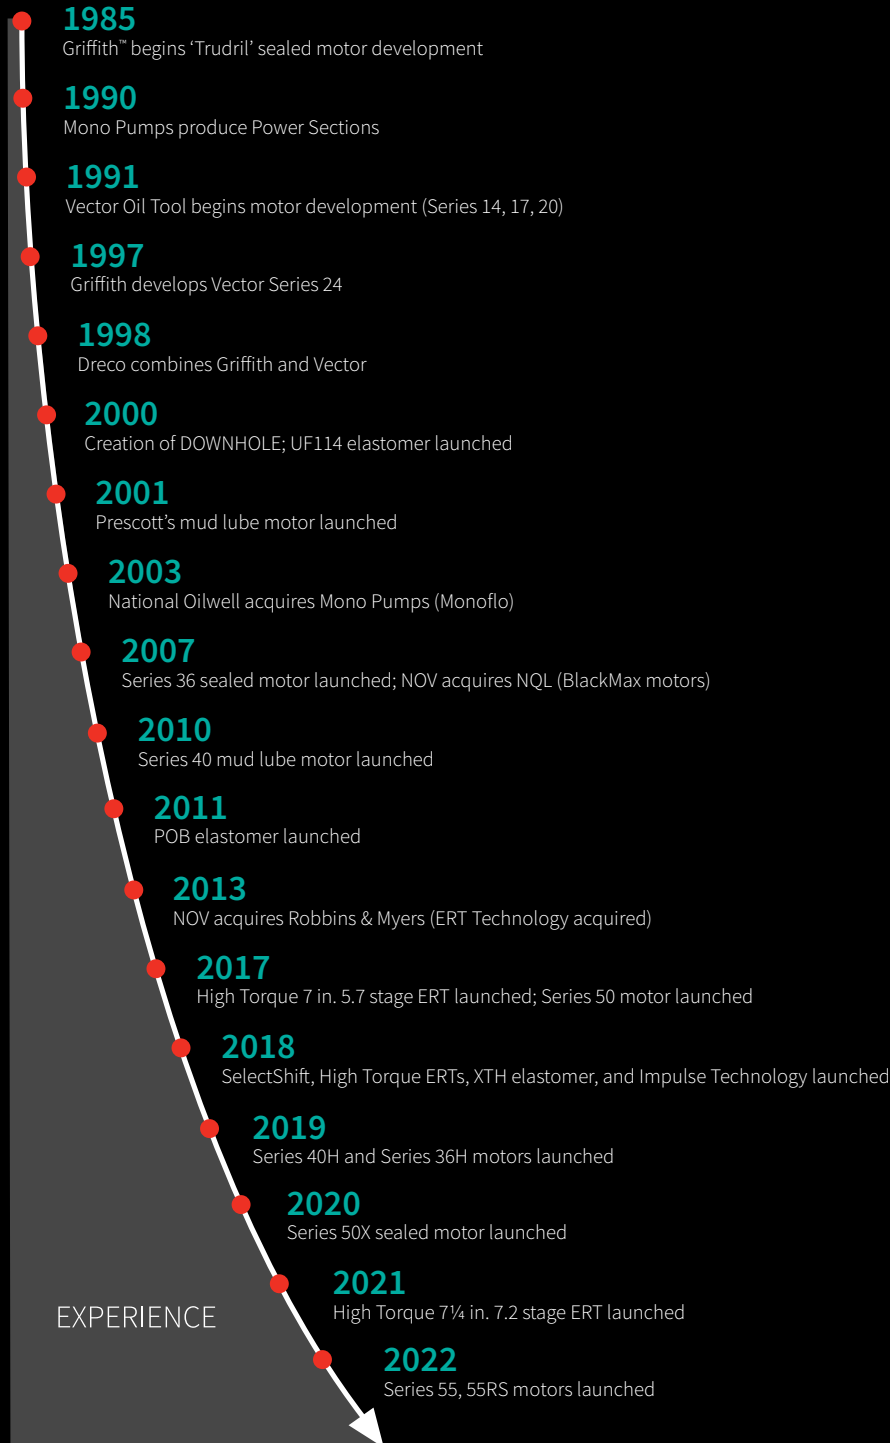 1985
Griffith™ begins ‘Trudril’ sealed motor development
1990
Mono Pumps produce Power Sections
1991
Vector Oil Tool begins motor development (Series 14, 17, 20)
1997
Griffith develops Vector Series 24
1998
Dreco combines Griffith and Vector
2000
Creation of DOWNHOLE; UF114 elastomer launched
2001
Prescott’s mud lube motor launched
2003
National Oilwell acquires Mono Pumps (Monoflo)
2007
Series 36 sealed motor launched; NOV acquires NQL (BlackMax motors)
2010
Series 40 mud lube motor launched
2011
POB elastomer launched
2013
NOV acquires Robbins & Myers (ERT Technology acquired)
2017
High Torque 7 in. 5.7 stage ERT launched; Series 50 motor launched
2018
SelectShift, High Torque ERTs, XTH elastomer, and Impulse Technology launched
2019
Series 40H and Series 36H motors launched
2020
Series 50X sealed motor launched
2021
High Torque 7¼ in. 7.2 stage ERT launched
EXPERIENCE
2022
Series 55, 55RS motors launched